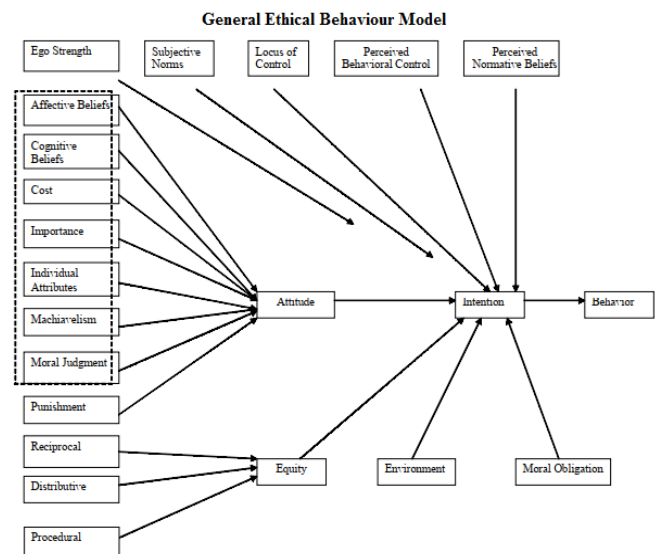 General Ethical Behaviour Model
Ego Strength
Subjective
Norms
Locus of
Control
Perceived
Behavioral Control
Perceived
Normative Beliefs
Affective Beliefs
Cognitive
Beliefs
Cost
Importance
Individual
Attributes
Machiavelism
Moral Judgment
Punishment
Reciprocal
Distributive
Procedural
Attitude
Intention
Behavior
Equity
Environment
Moral Obligation